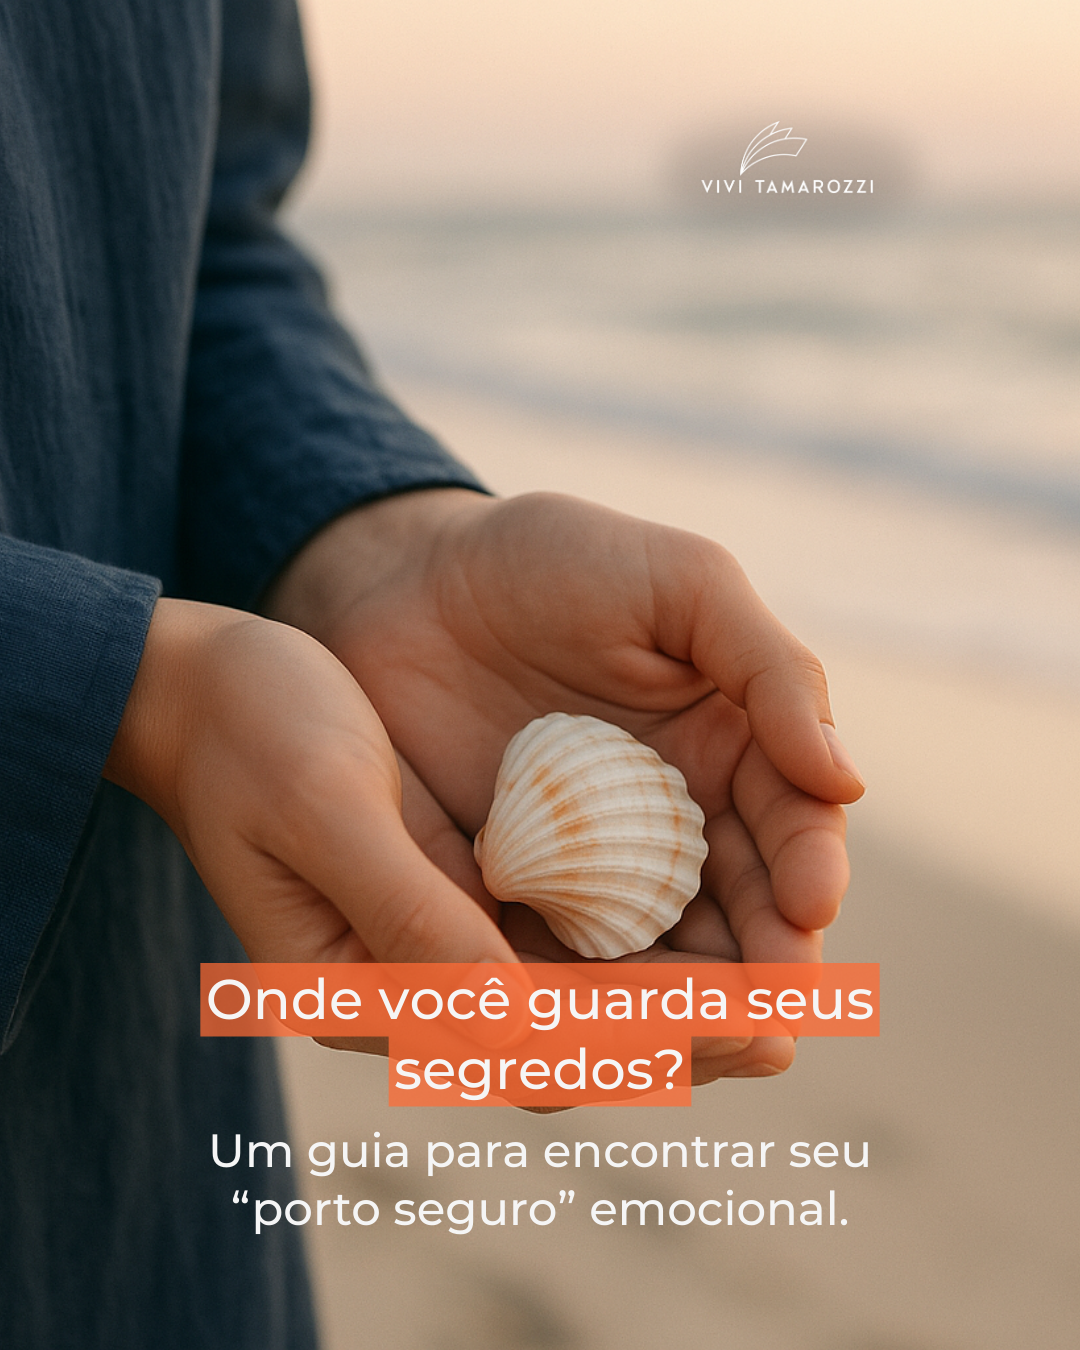 VIVI TAMAROZZI
Onde você guarda seus
segredos?
Um guia para encontrar seu
“porto seguro” emocional.